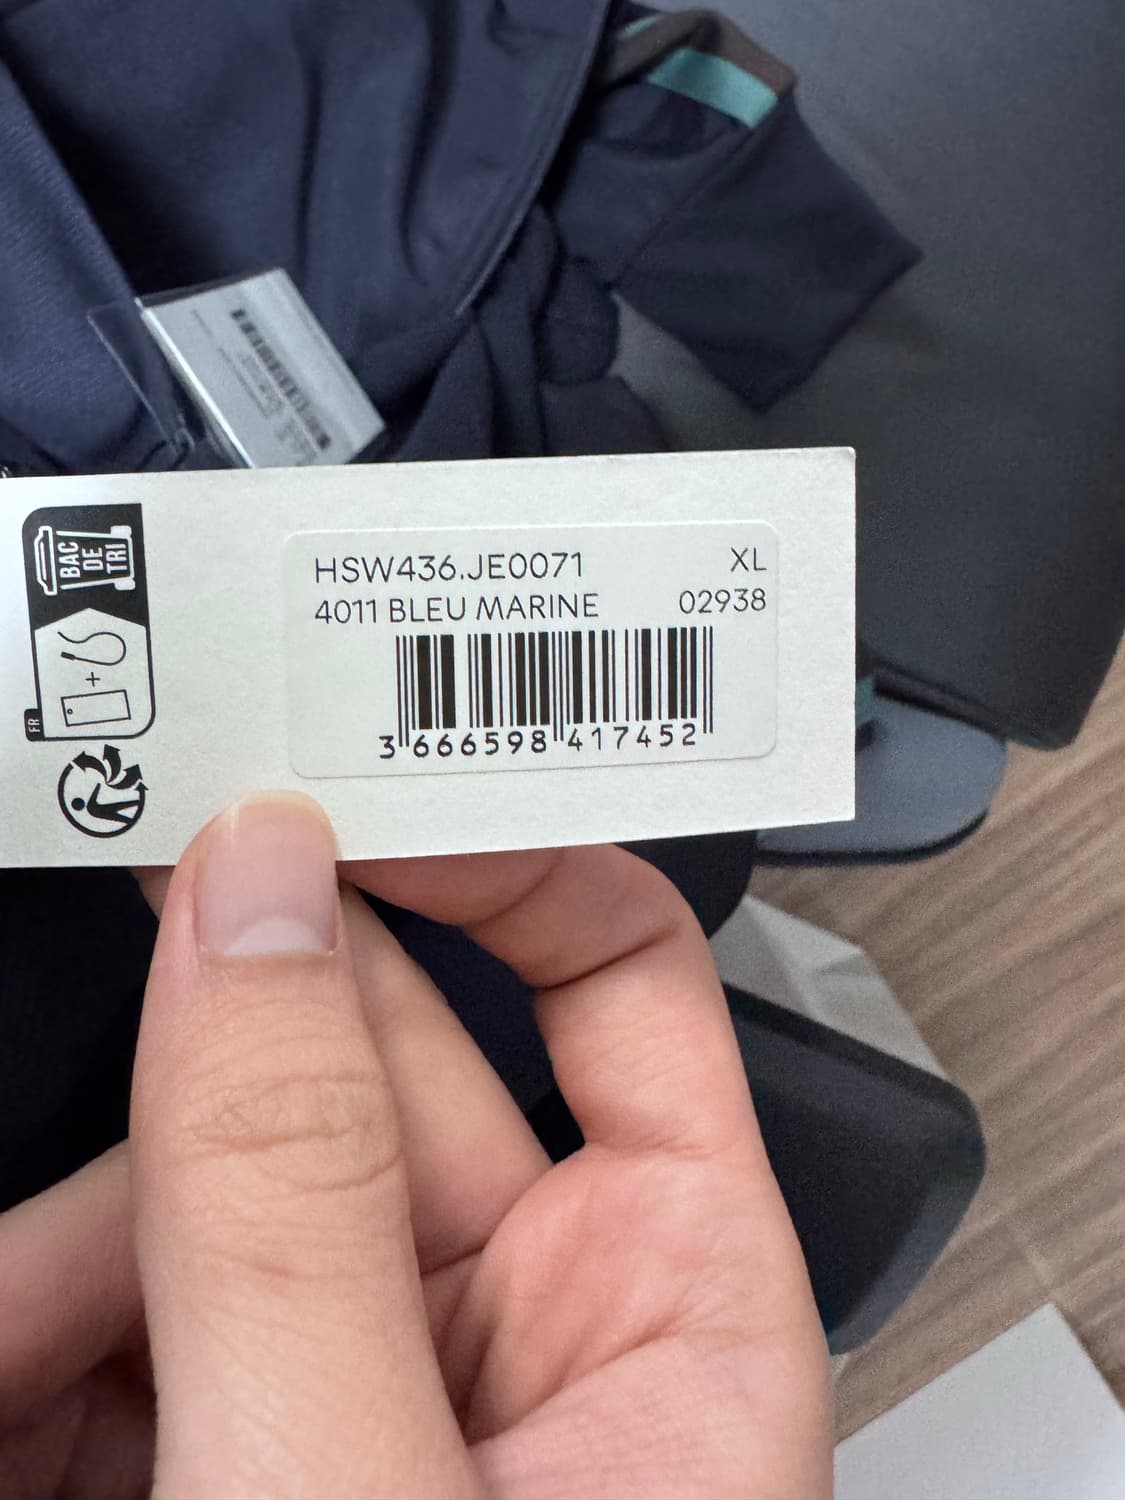 BAC
DE
TRI
FR
HSW436.JE0071 XL
4011 BLEU MARINE 02938
3 666598 417452